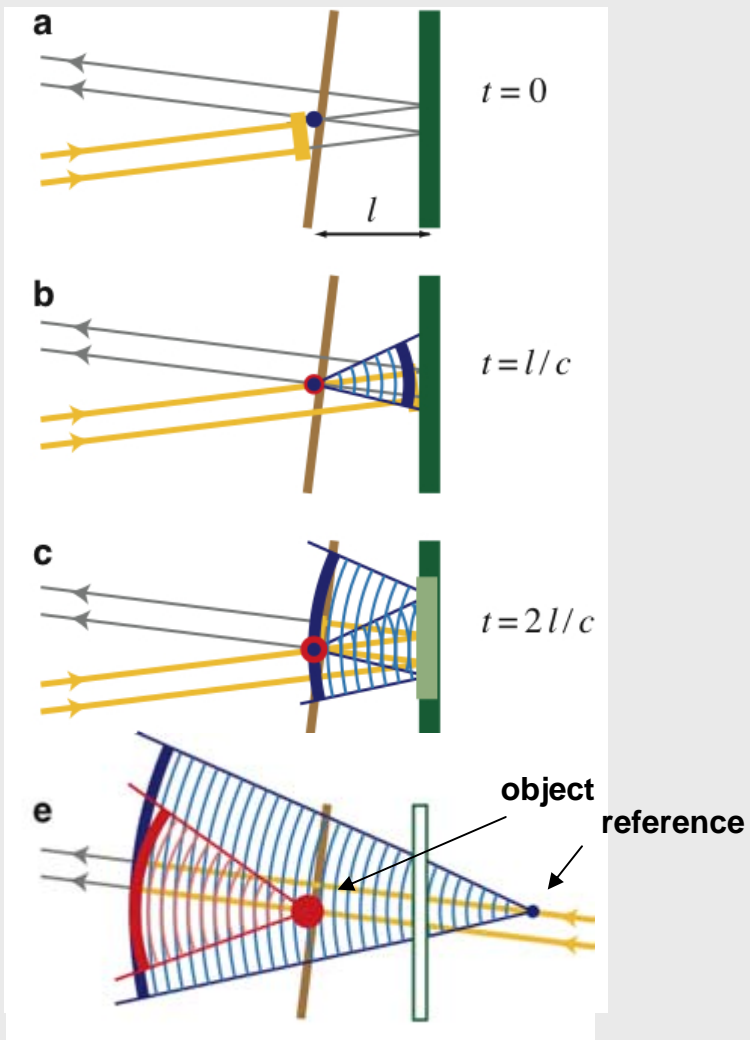 a
t = 0
l
b
t = l/c
c
t = 2l/c
object
e
reference